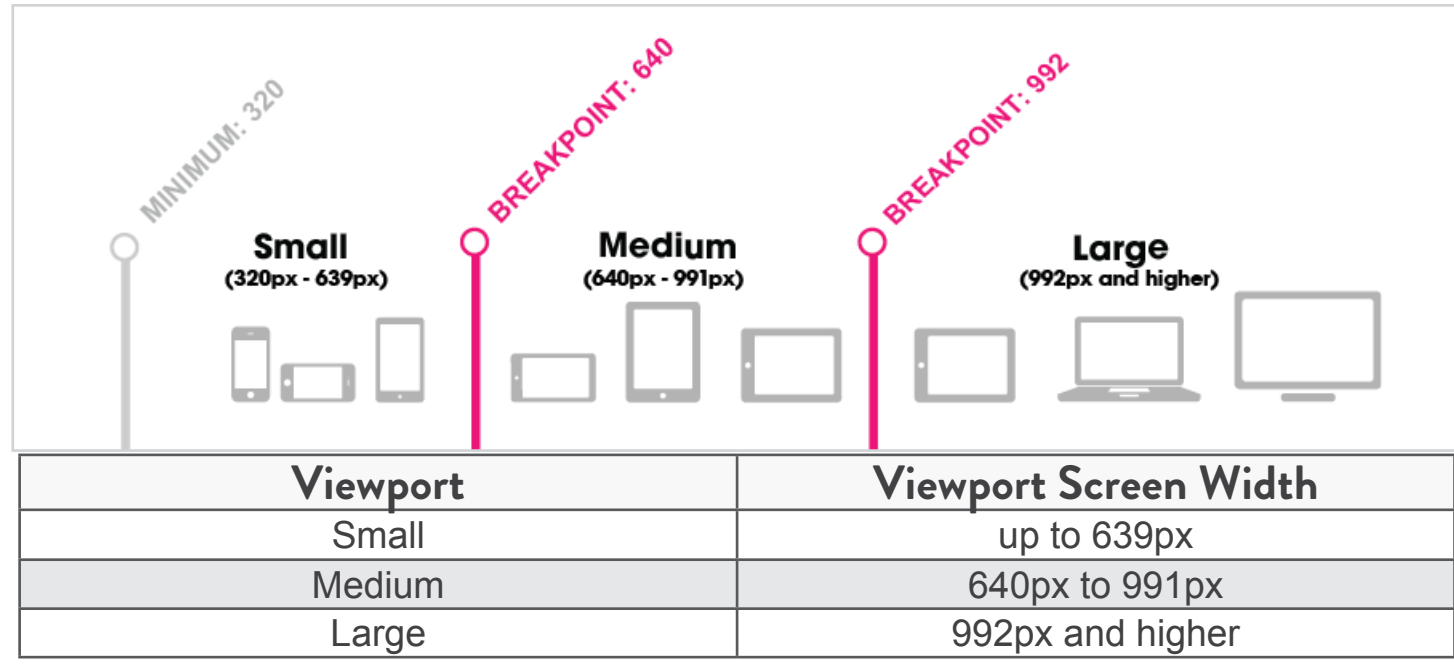 MINIMUM: 320
BREAKPOINT: 640
BREAKPOINT: 992
Small
(320px - 639px)
Medium
(640px - 991px)
Large
(992px and higher)
Viewport Viewport Screen Width
Small up to 639px
Medium 640px to 991px
Large 992px and higher